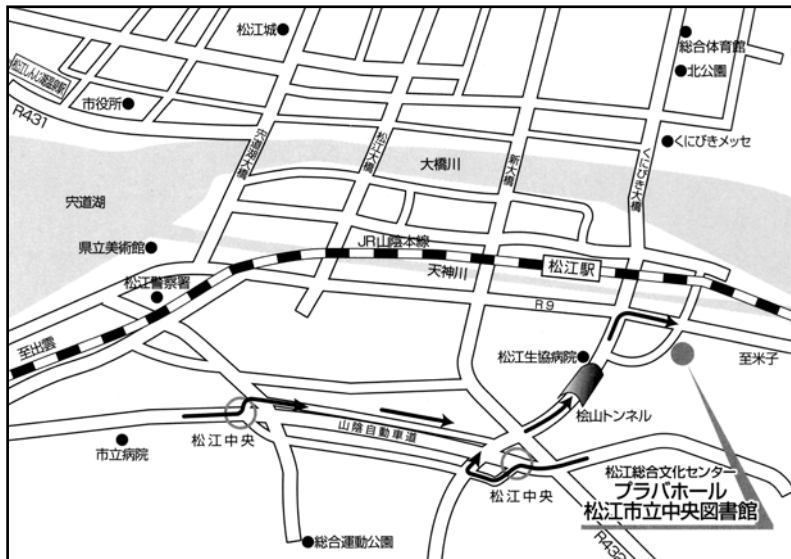 松江城
総合体育館
北公園
松江しんじ湖温泉駅
市役所
R431
くにびきメッセ
宍道湖大橋
松江大橋
新大橋
くにびき大橋
大橋川
宍道湖
県立美術館
JR山陰本線
松江駅
天神川
松江警察署
R9
至出雲
松江生協病院
至米子
桧山トンネル
松江中央
山陰自動車道
市立病院
松江中央
松江総合文化センター
プラバホール
松江市立中央図書館
総合運動公園
R432